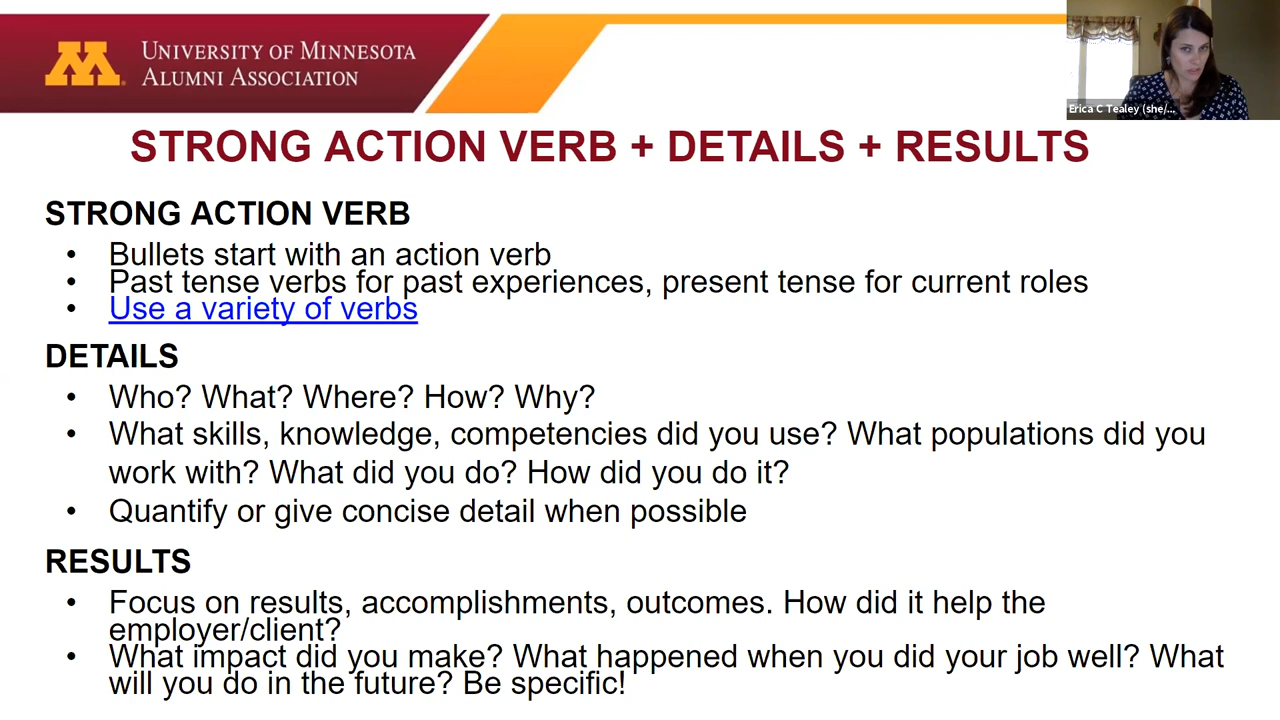 UNIVERSITY OF MINNESOTA
ALUMNI ASSOCIATION
Erica C Tealey (she/...
STRONG ACTION VERB + DETAILS + RESULTS
STRONG ACTION VERB
• Bullets start with an action verb
• Past tense verbs for past experiences, present tense for current roles
• Use a variety of verbs
DETAILS
• Who? What? Where? How? Why?
• What skills, knowledge, competencies did you use? What populations did you
work with? What did you do? How did you do it?
• Quantify or give concise detail when possible
RESULTS
• Focus on results, accomplishments, outcomes. How did it help the
employer/client?
• What impact did you make? What happened when you did your job well? What
will you do in the future? Be specific!